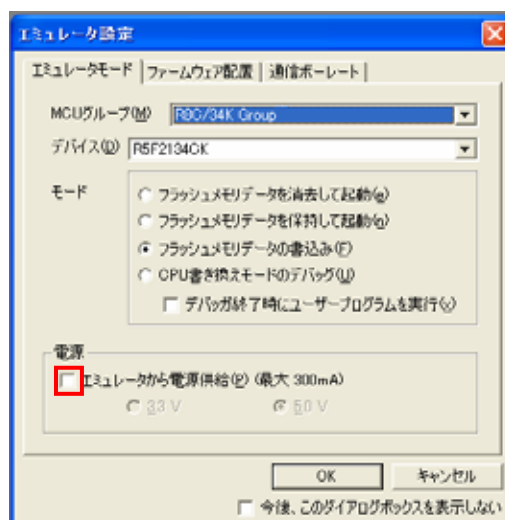 エミュレータ設定
エミュレータモード ファームウェア配置 通信ボーレート
MCUグループ(M) R8C/34K Group
デバイス(D) R5F2134CK
モード
フラッシュメモリデータを消去して起動(e)
フラッシュメモリデータを保持して起動(n)
フラッシュメモリデータの書込み(F)
CPU書き換えモードのデバッグ(U)
デバッガ終了時にユーザープログラムを実行(x)
電源
エミュレータから電源供給(P) (最大 300mA)
3.3 V 5.0 V
OK キャンセル
今後、このダイアログボックスを表示しない